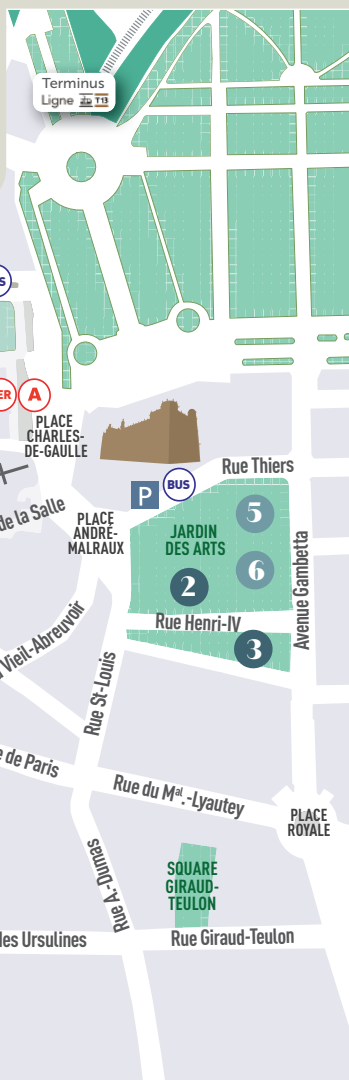 Terminus
Ligne T13
S
ER A
PLACE
CHARLES-
DE-GAULLE
Rue Thiers
P
BUS
de la Salle
PLACE
ANDRÉ-
MALRAUX
JARDIN
DES ARTS
5
6
2
Avenue Gambetta
Rue Henri-IV
3
Vieil-Abreuvoir
Rue St-Louis
e de Paris
Rue du Mal.-Lyautey
PLACE
ROYALE
Rue A.-Dumas
SQUARE
GIRAUD-
TEULON
des Ursulines
Rue Giraud-Teulon